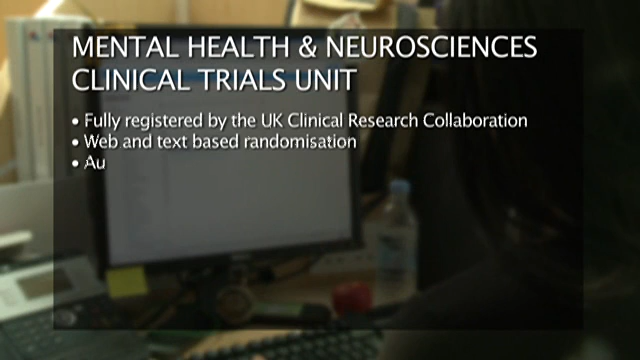 MENTAL HEALTH & NEUROSCIENCES
CLINICAL TRIALS UNIT
• Fully registered by the UK Clinical Research Collaboration
• Web and text based randomisation
• Au